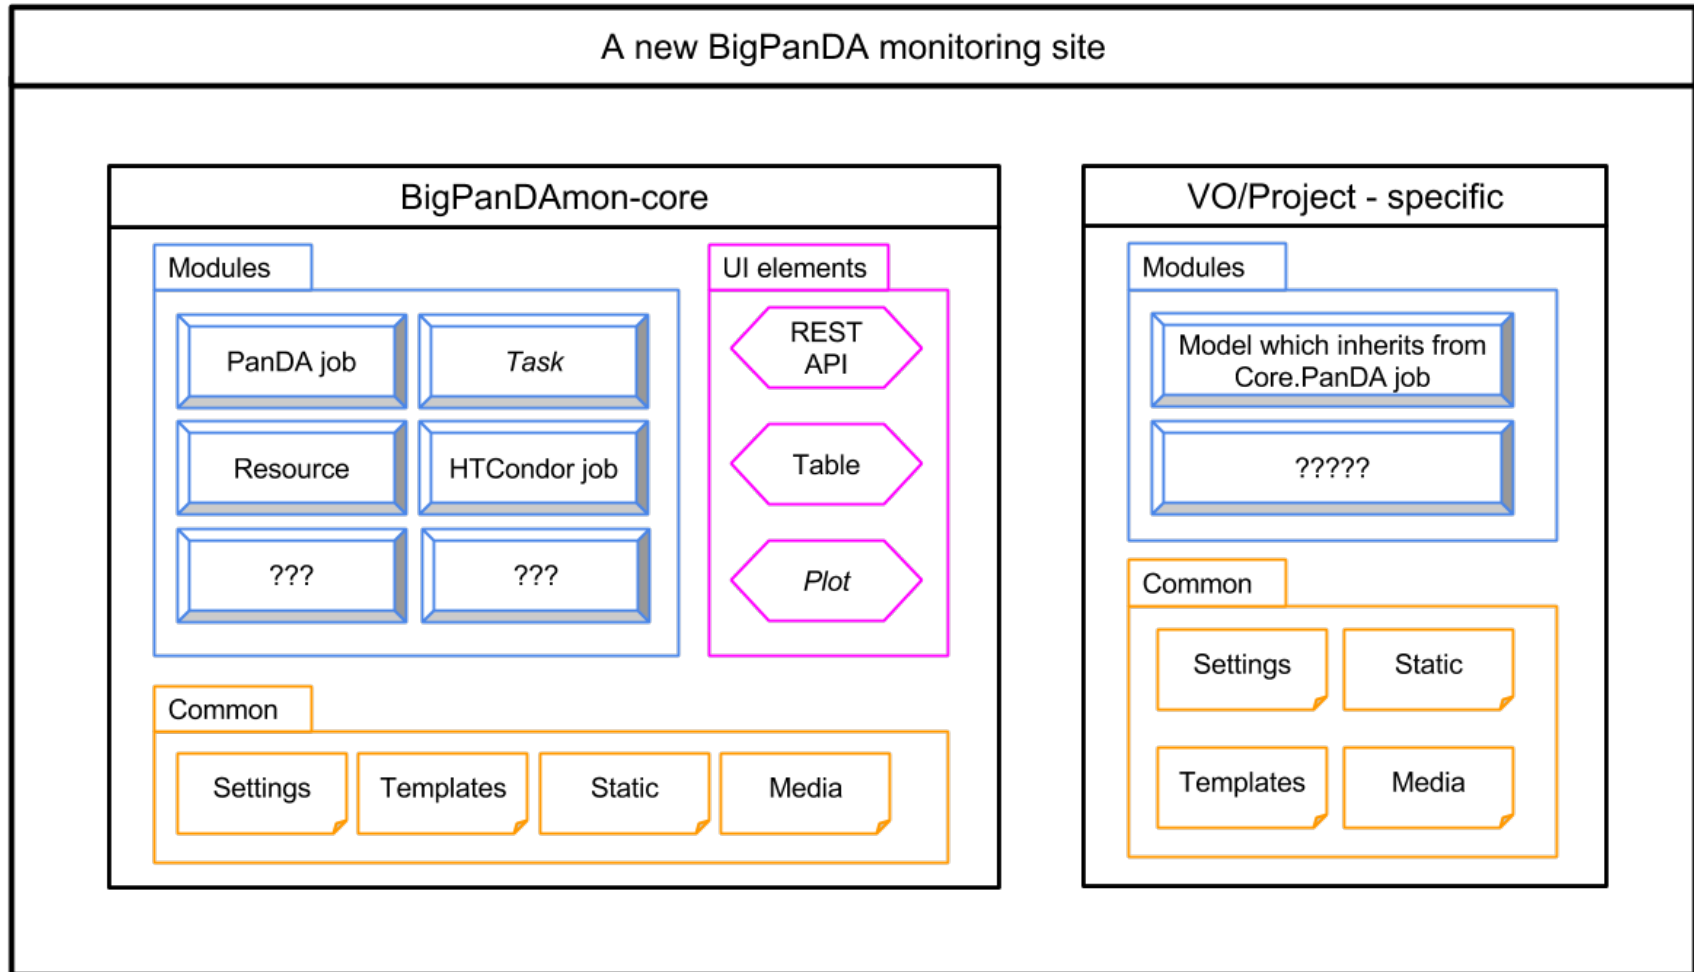 A new BigPanDA monitoring site
BigPanDAmon-core
Modules
PanDA job
Task
Resource
HTCondor job
???
???
UI elements
REST
API
Table
Plot
Common
Settings
Templates
Static
Media
VO/Project - specific
Modules
Model which inherits from
Core.PanDA job
?????
Common
Settings
Static
Templates
Media